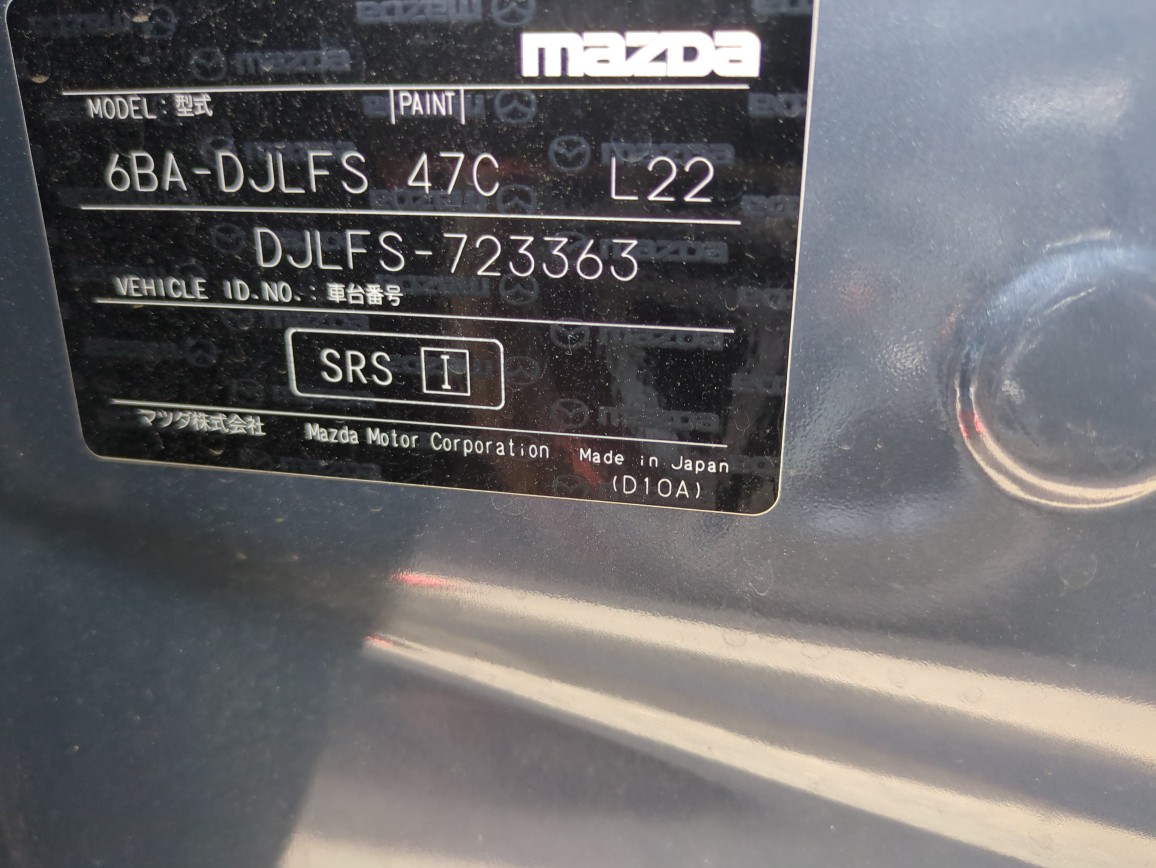 mazda
MODEL: 型式 PAINT
6BA-DJLFS 47C L22
DJLFS-723363
VEHICLE ID.NO.: 車台番号
SRS I
マツダ株式会社 Mazda Motor Corporation Made in Japan
(D10A)